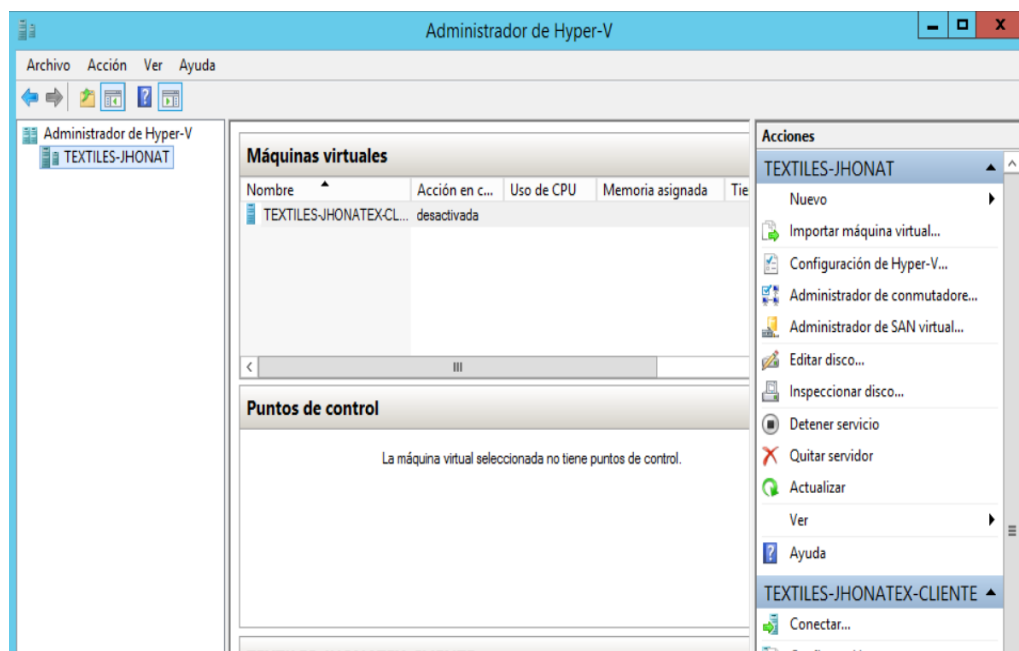 Administrador de Hyper-V
Archivo Acción Ver Ayuda
Administrador de Hyper-V
TEXTILES-JHONAT
Máquinas virtuales
Nombre Acción en c... Uso de CPU Memoria asignada Tie
TEXTILES-JHONATEX-CL... desactivada
Puntos de control
La máquina virtual seleccionada no tiene puntos de control.
Acciones
TEXTILES-JHONAT
Nuevo
Importar máquina virtual...
Configuración de Hyper-V...
Administrador de conmutadore...
Administrador de SAN virtual...
Editar disco...
Inspeccionar disco...
Detener servicio
Quitar servidor
Actualizar
Ver
Ayuda
TEXTILES-JHONATEX-CLIENTE
Conectar...